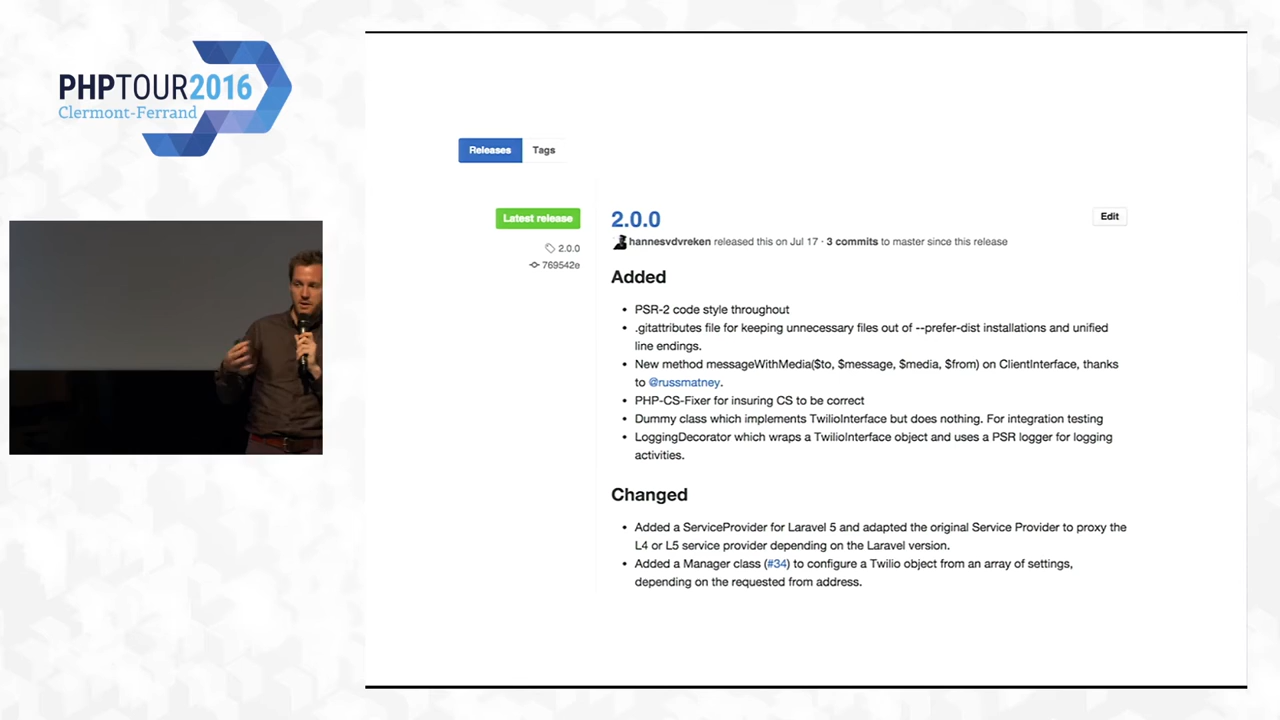 PHPTOUR2016
Clermont-Ferrand
Releases Tags
Latest release
2.0.0
769542e
2.0.0
Edit
hannesvdvreken released this on Jul 17 · 3 commits to master since this release
Added
• PSR-2 code style throughout
• .gitattributes file for keeping unnecessary files out of --prefer-dist installations and unified
line endings.
• New method messageWithMedia($to, $message, $media, $from) on ClientInterface, thanks
to @russmatney.
• PHP-CS-Fixer for insuring CS to be correct
• Dummy class which implements TwilioInterface but does nothing. For integration testing
• LoggingDecorator which wraps a TwilioInterface object and uses a PSR logger for logging
activities.
Changed
• Added a ServiceProvider for Laravel 5 and adapted the original Service Provider to proxy the
L4 or L5 service provider depending on the Laravel version.
• Added a Manager class (#34) to configure a Twilio object from an array of settings,
depending on the requested from address.